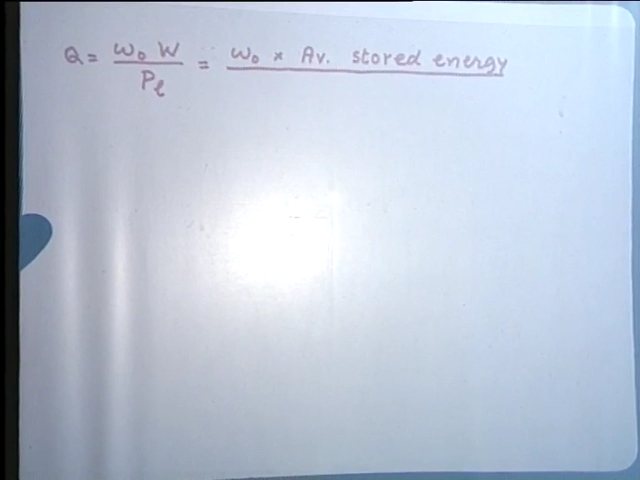 Q = ω₀ W / Pℓ = ω₀ × Av. stored energy